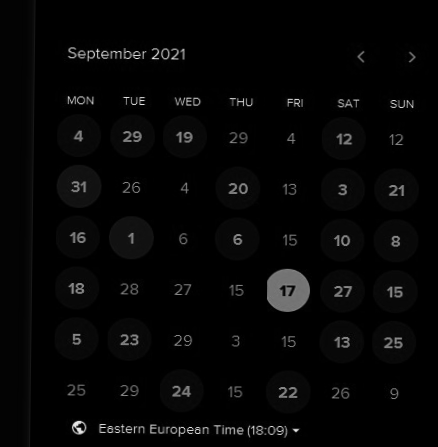 September 2021 < >
MON TUE WED THU FRI SAT SUN
4 29 19 29 4 12 12
31 26 4 20 13 3 21
16 1 6 6 15 10 8
18 28 27 15 17 27 15
5 23 29 3 15 13 25
25 29 24 15 22 26 9
Eastern European Time (18:09)